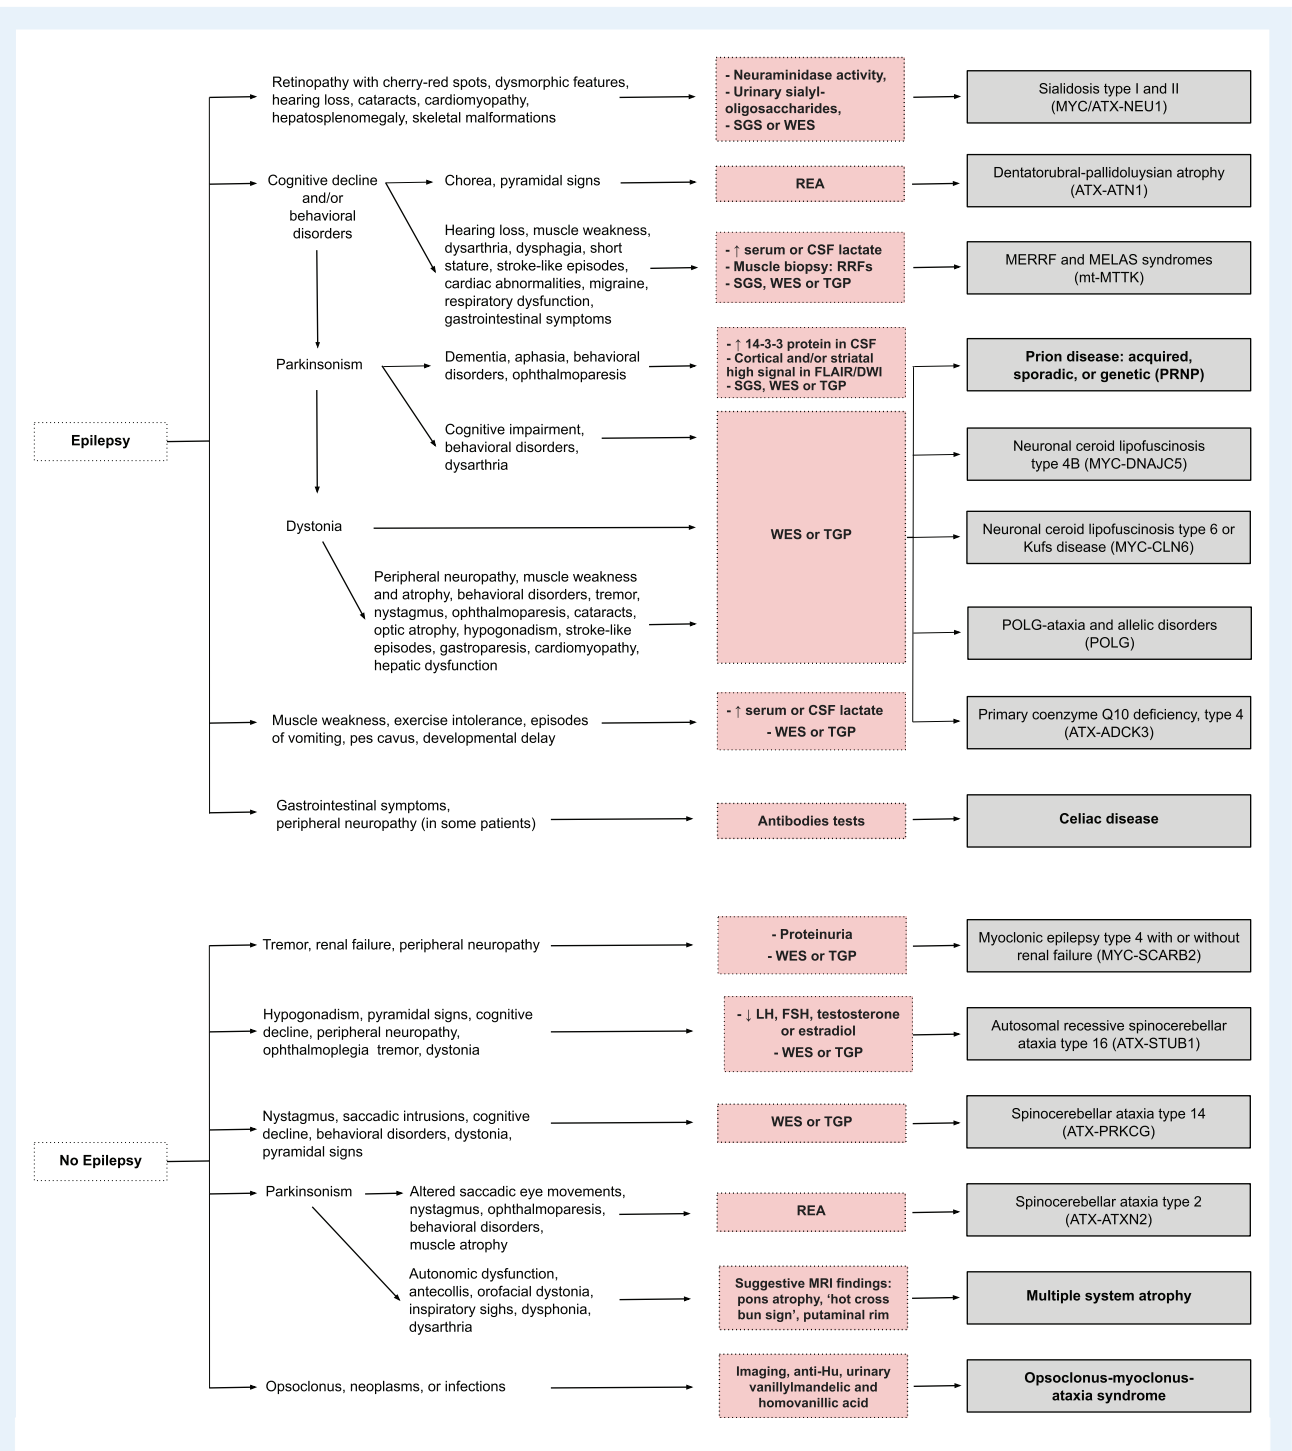 Retinopathy with cherry-red spots, dysmorphic features,
hearing loss, cataracts, cardiomyopathy,
hepatosplenomegaly, skeletal malformations
- Neuraminidase activity,
- Urinary sialyl-
oligosaccharides,
- SGS or WES
Sialidosis type I and II
(MYC/ATX-NEU1)
Cognitive decline
and/or
behavioral
disorders
Chorea, pyramidal signs
REA
Dentatorubral-pallidoluysian atrophy
(ATX-ATN1)
Hearing loss, muscle weakness,
dysarthria, dysphagia, short
stature, stroke-like episodes,
cardiac abnormalities, migraine,
respiratory dysfunction,
gastrointestinal symptoms
- ↑ serum or CSF lactate
- Muscle biopsy: RRFs
- SGS, WES or TGP
MERRF and MELAS syndromes
(mt-MTTK)
Parkinsonism
Dementia, aphasia, behavioral
disorders, ophthalmoparesis
- ↑ 14-3-3 protein in CSF
- Cortical and/or striatal
high signal in FLAIR/DWI
- SGS, WES or TGP
Prion disease: acquired,
sporadic, or genetic (PRNP)
Epilepsy
Cognitive impairment,
behavioral disorders,
dysarthria
Neuronal ceroid lipofuscinosis
type 4B (MYC-DNAJC5)
Dystonia
WES or TGP
Neuronal ceroid lipofuscinosis type 6 or
Kufs disease (MYC-CLN6)
Peripheral neuropathy, muscle weakness
and atrophy, behavioral disorders, tremor,
nystagmus, ophthalmoparesis, cataracts,
optic atrophy, hypogonadism, stroke-like
episodes, gastroparesis, cardiomyopathy,
hepatic dysfunction
POLG-ataxia and allelic disorders
(POLG)
Muscle weakness, exercise intolerance, episodes
of vomiting, pes cavus, developmental delay
- ↑ serum or CSF lactate
- WES or TGP
Primary coenzyme Q10 deficiency, type 4
(ATX-ADCK3)
Gastrointestinal symptoms,
peripheral neuropathy (in some patients)
Antibodies tests
Celiac disease
Tremor, renal failure, peripheral neuropathy
- Proteinuria
- WES or TGP
Myoclonic epilepsy type 4 with or without
renal failure (MYC-SCARB2)
Hypogonadism, pyramidal signs, cognitive
decline, peripheral neuropathy,
ophthalmoplegia tremor, dystonia
- ↓ LH, FSH, testosterone
or estradiol
- WES or TGP
Autosomal recessive spinocerebellar
ataxia type 16 (ATX-STUB1)
Nystagmus, saccadic intrusions, cognitive
decline, behavioral disorders, dystonia,
pyramidal signs
WES or TGP
Spinocerebellar ataxia type 14
(ATX-PRKCG)
No Epilepsy
Parkinsonism
Altered saccadic eye movements,
nystagmus, ophthalmoparesis,
behavioral disorders,
muscle atrophy
REA
Spinocerebellar ataxia type 2
(ATX-ATXN2)
Autonomic dysfunction,
antecollis, orofacial dystonia,
inspiratory sighs, dysphonia,
dysarthria
Suggestive MRI findings:
pons atrophy, ‘hot cross
bun sign’, putaminal rim
Multiple system atrophy
Opsoclonus, neoplasms, or infections
Imaging, anti-Hu, urinary
vanillylmandelic and
homovanillic acid
Opsoclonus-myoclonus-
ataxia syndrome